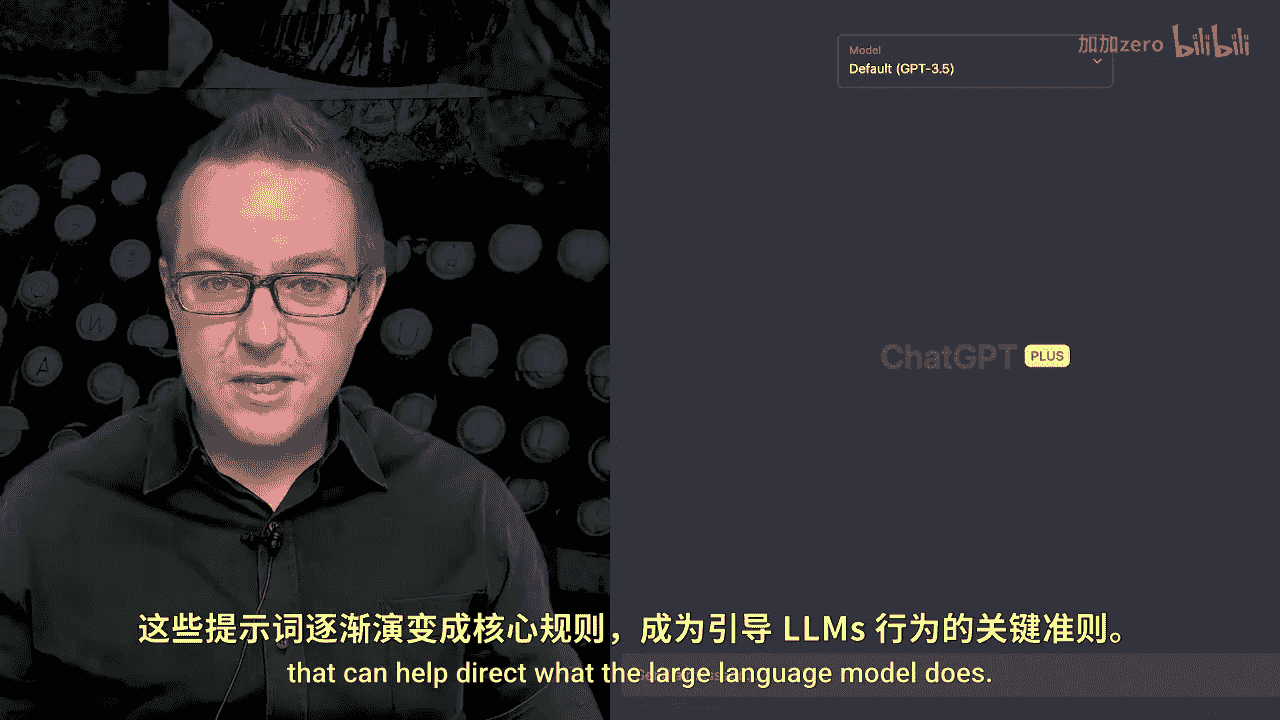 加加zero bilibili
Model
Default (GPT-3.5)
ChatGPT PLUS
这些提示词逐渐演变成核心规则，成为引导 LLMs 行为的关键准则。
that can help direct what the large language model does.